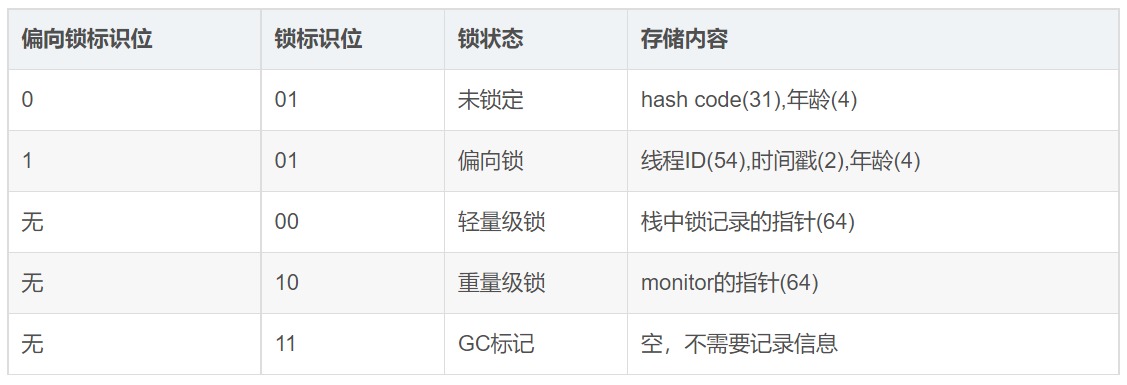 偏向锁标识位 锁标识位 锁状态 存储内容
0 01 未锁定 hash code(31),年龄(4)
1 01 偏向锁 线程ID(54),时间戳(2),年龄(4)
无 00 轻量级锁 栈中锁记录的指针(64)
无 10 重量级锁 monitor的指针(64)
无 11 GC标记 空，不需要记录信息